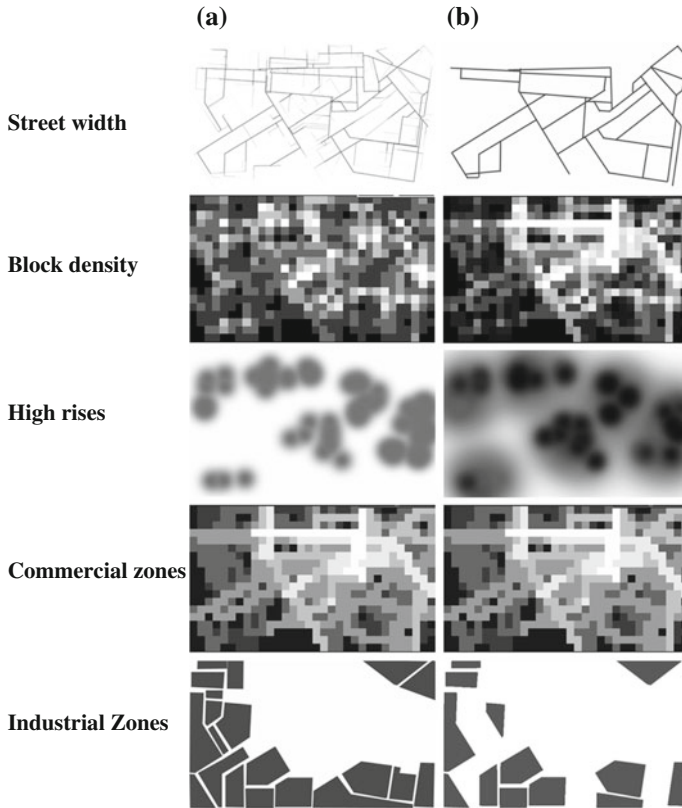 (a) (b)
Street width
Block density
High rises
Commercial zones
Industrial Zones